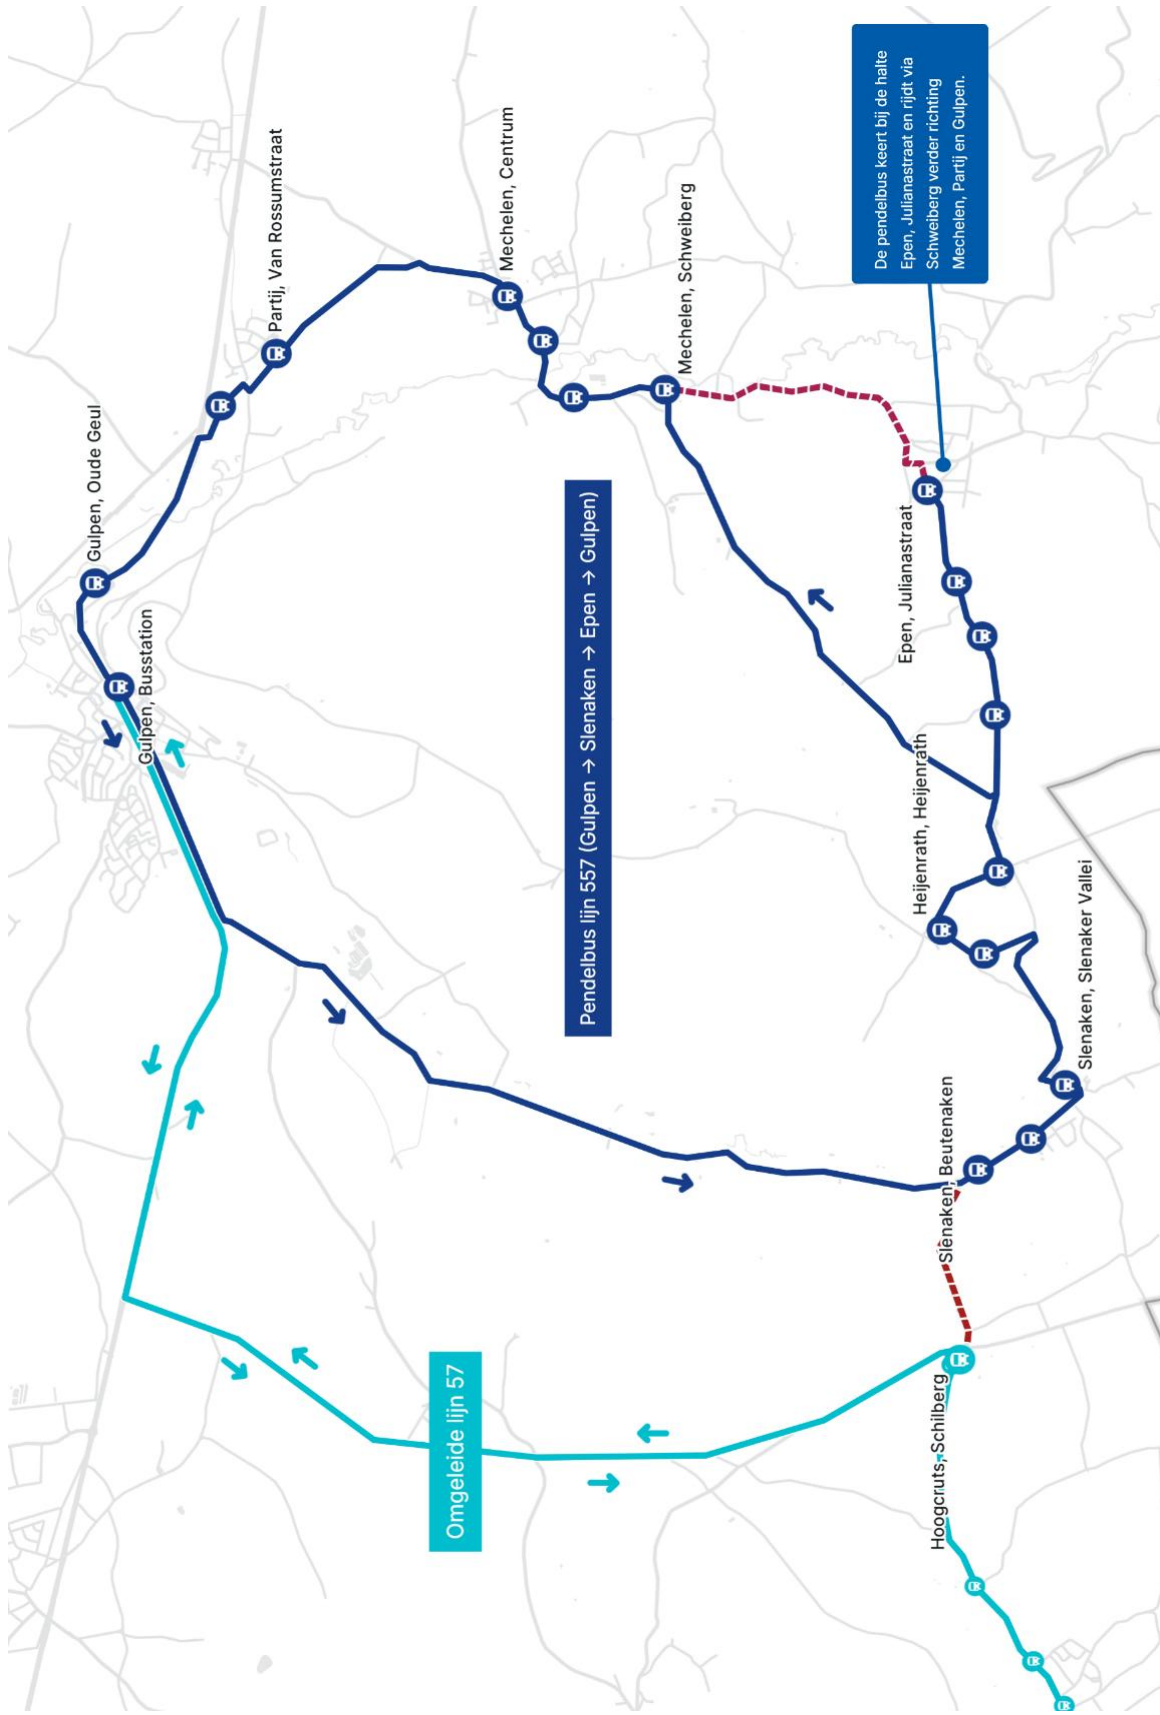 De pendelbus keert bij de halte
Epen, Julianastraat en rijdt via
Schweiberg verder richting
Mechelen, Partij en Gulpen.
Partij, Van Rossumstraat
Mechelen, Centrum
Mechelen, Schweiberg
Gulpen, Oude Geul
Gulpen, Busstation
Pendelbus lijn 557 (Gulpen → Slenaken → Epen → Gulpen)
Epen, Julianastraat
Heijenrath, Heijenrath
Slenaken, Slenaker Vallei
Slenaken, Beutenaken
Omgeleide lijn 57
Hoogcruts, Schilberg